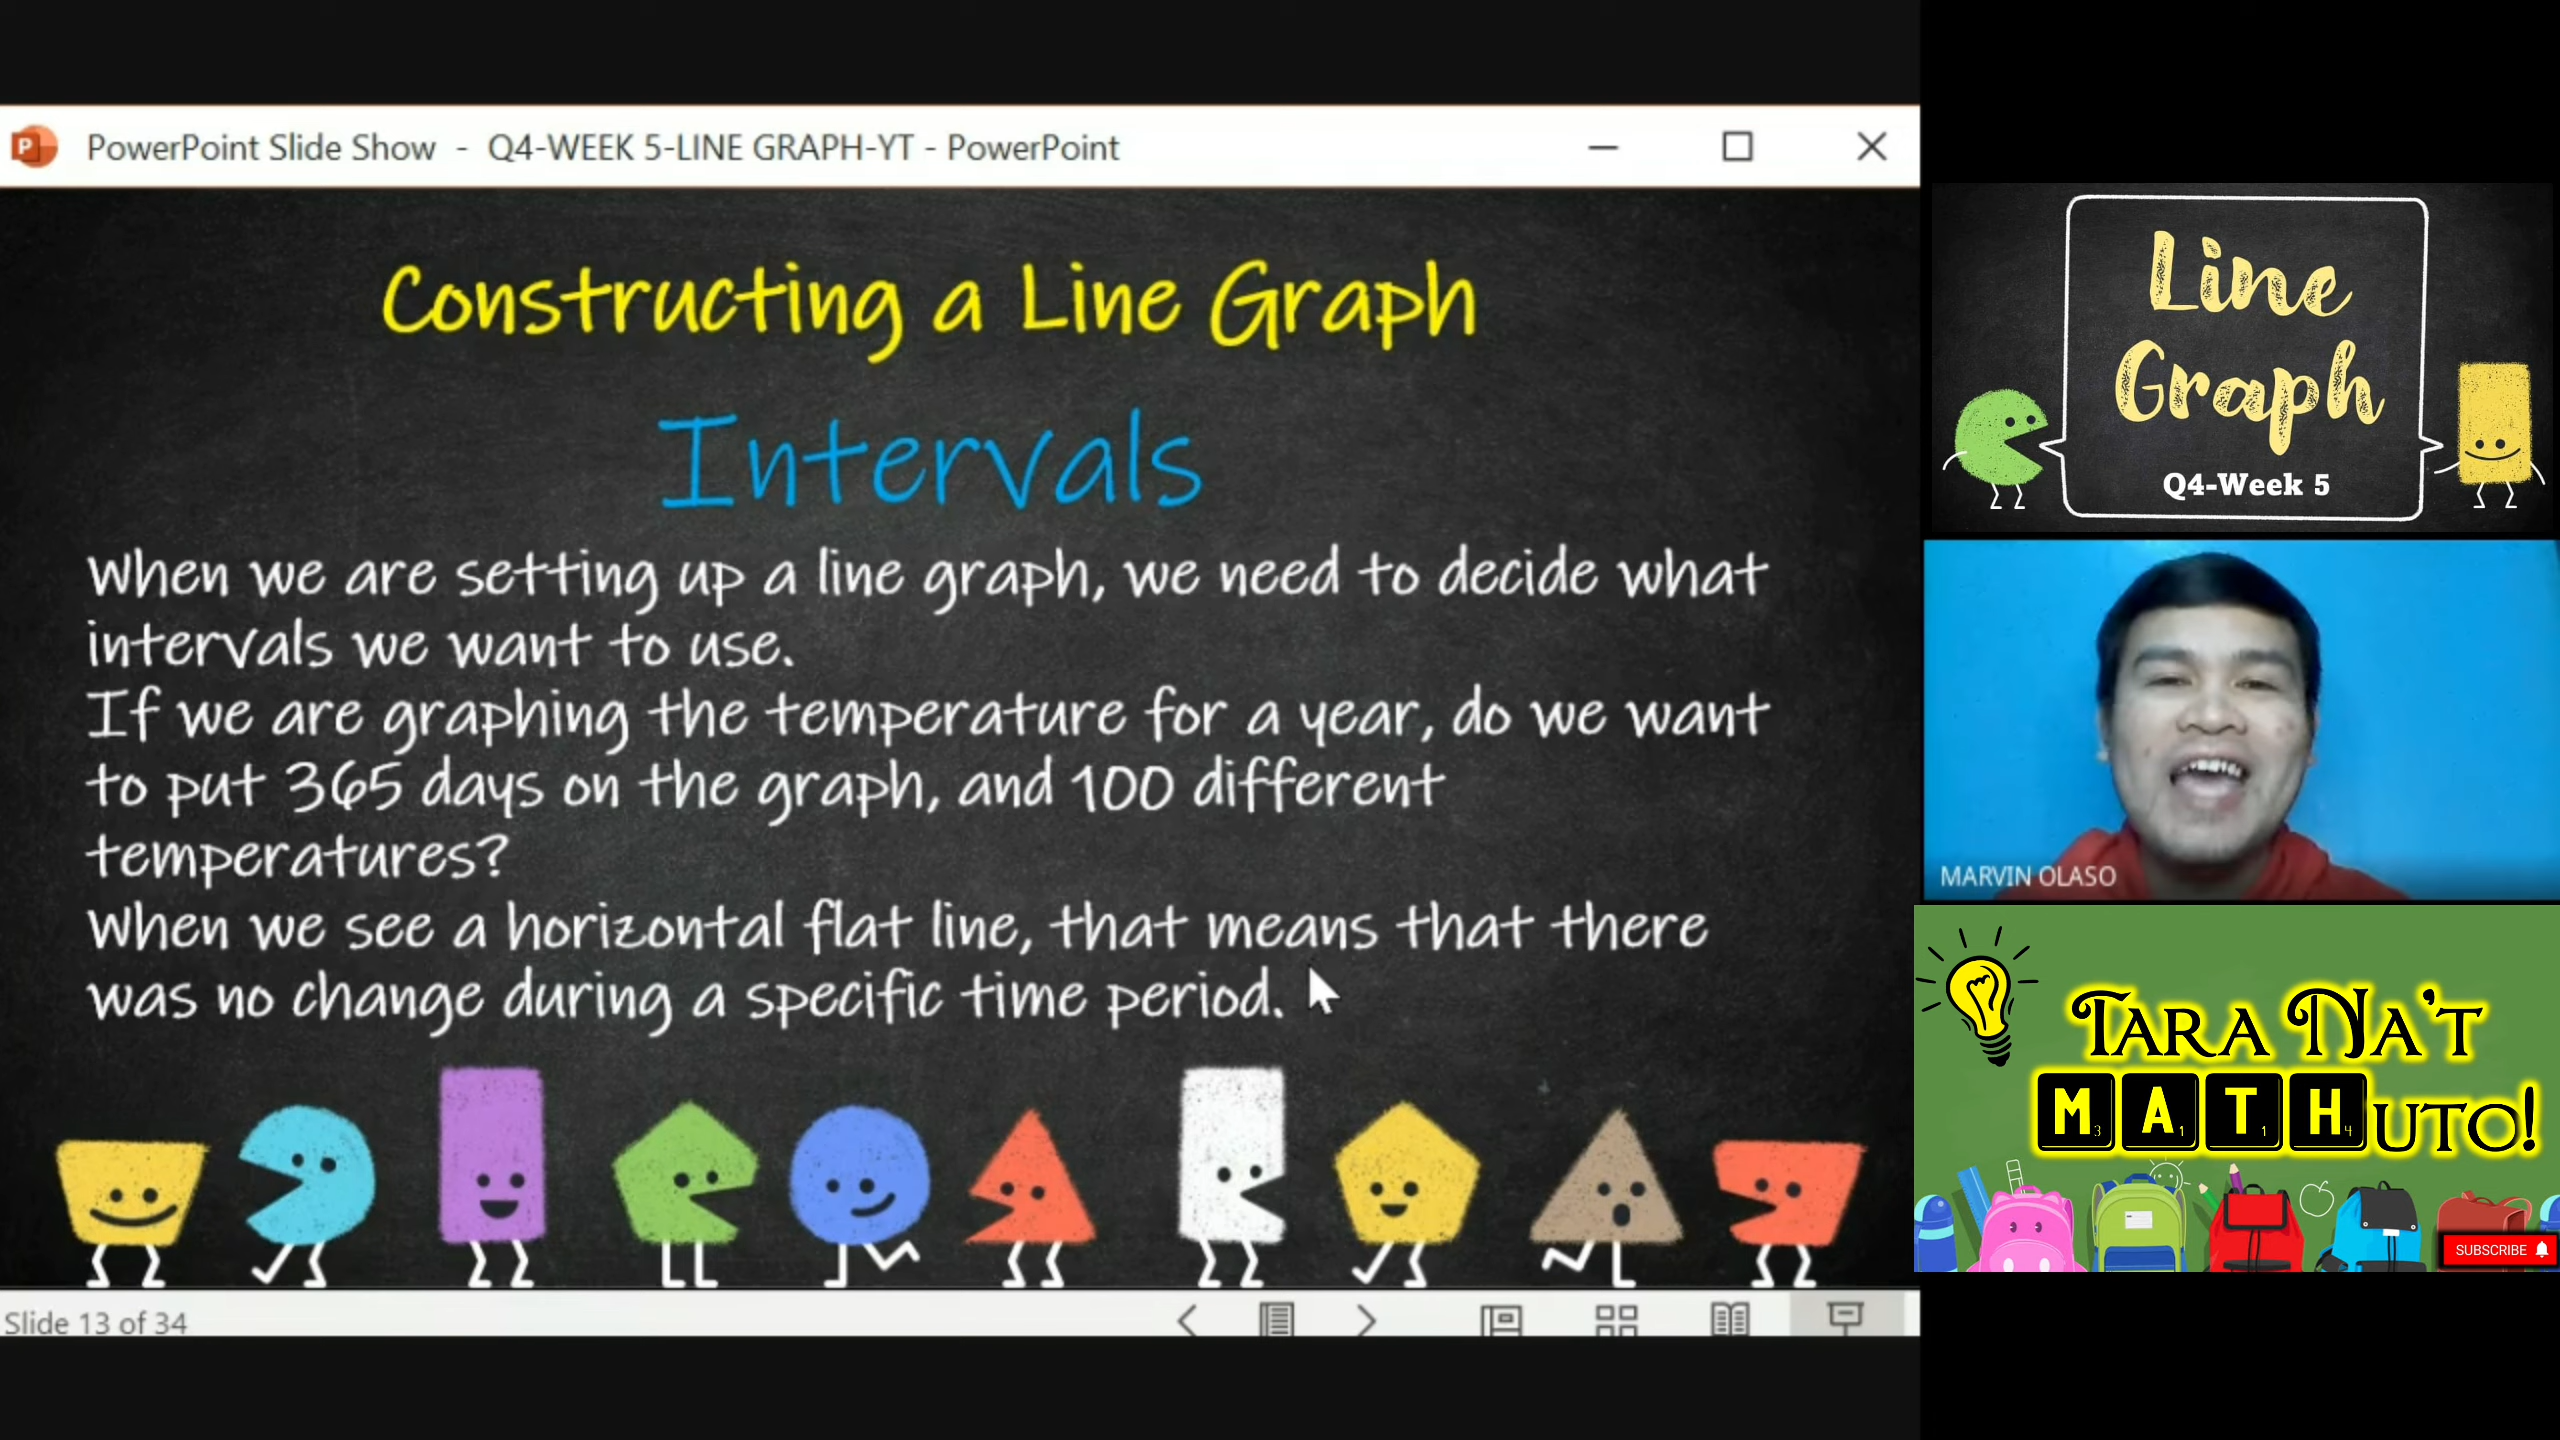 PowerPoint Slide Show - Q4-WEEK 5-LINE GRAPH-YT - PowerPoint
Constructing a Line Graph
Intervals
When we are setting up a line graph, we need to decide what
intervals we want to use.
If we are graphing the temperature for a year, do we want
to put 365 days on the graph, and 100 different
temperatures?
When we see a horizontal flat line, that means that there
was no change during a specific time period.
Slide 13 of 34
Line
Graph
Q4-Week 5
MARVIN OLASO
TARA NA'T
MATHUTO!
SUBSCRIBE